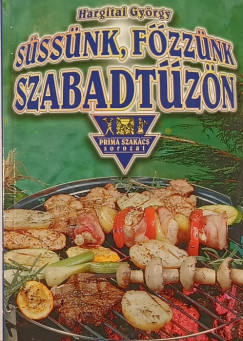 Hargitai György
SÜSSÜNK, FŐZZÜNK
SZABADTŰZÖN
PRÍMA SZAKÁCS
sorozat